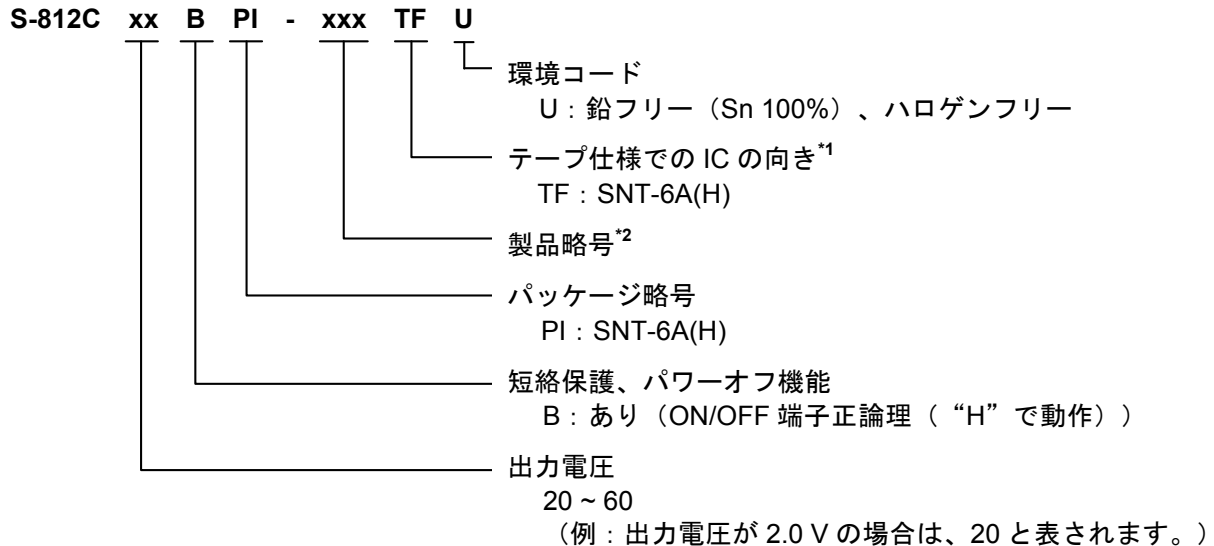 S-812C xx B PI - xxx TF U
環境コード
U：鉛フリー（Sn 100%）、ハロゲンフリー
テープ仕様での IC の向き*1
TF：SNT-6A(H)
製品略号*2
パッケージ略号
PI：SNT-6A(H)
短絡保護、パワーオフ機能
B：あり（ON/OFF 端子正論理（“H”で動作））
出力電圧
20 ~ 60
（例：出力電圧が 2.0 V の場合は、20 と表されます。）